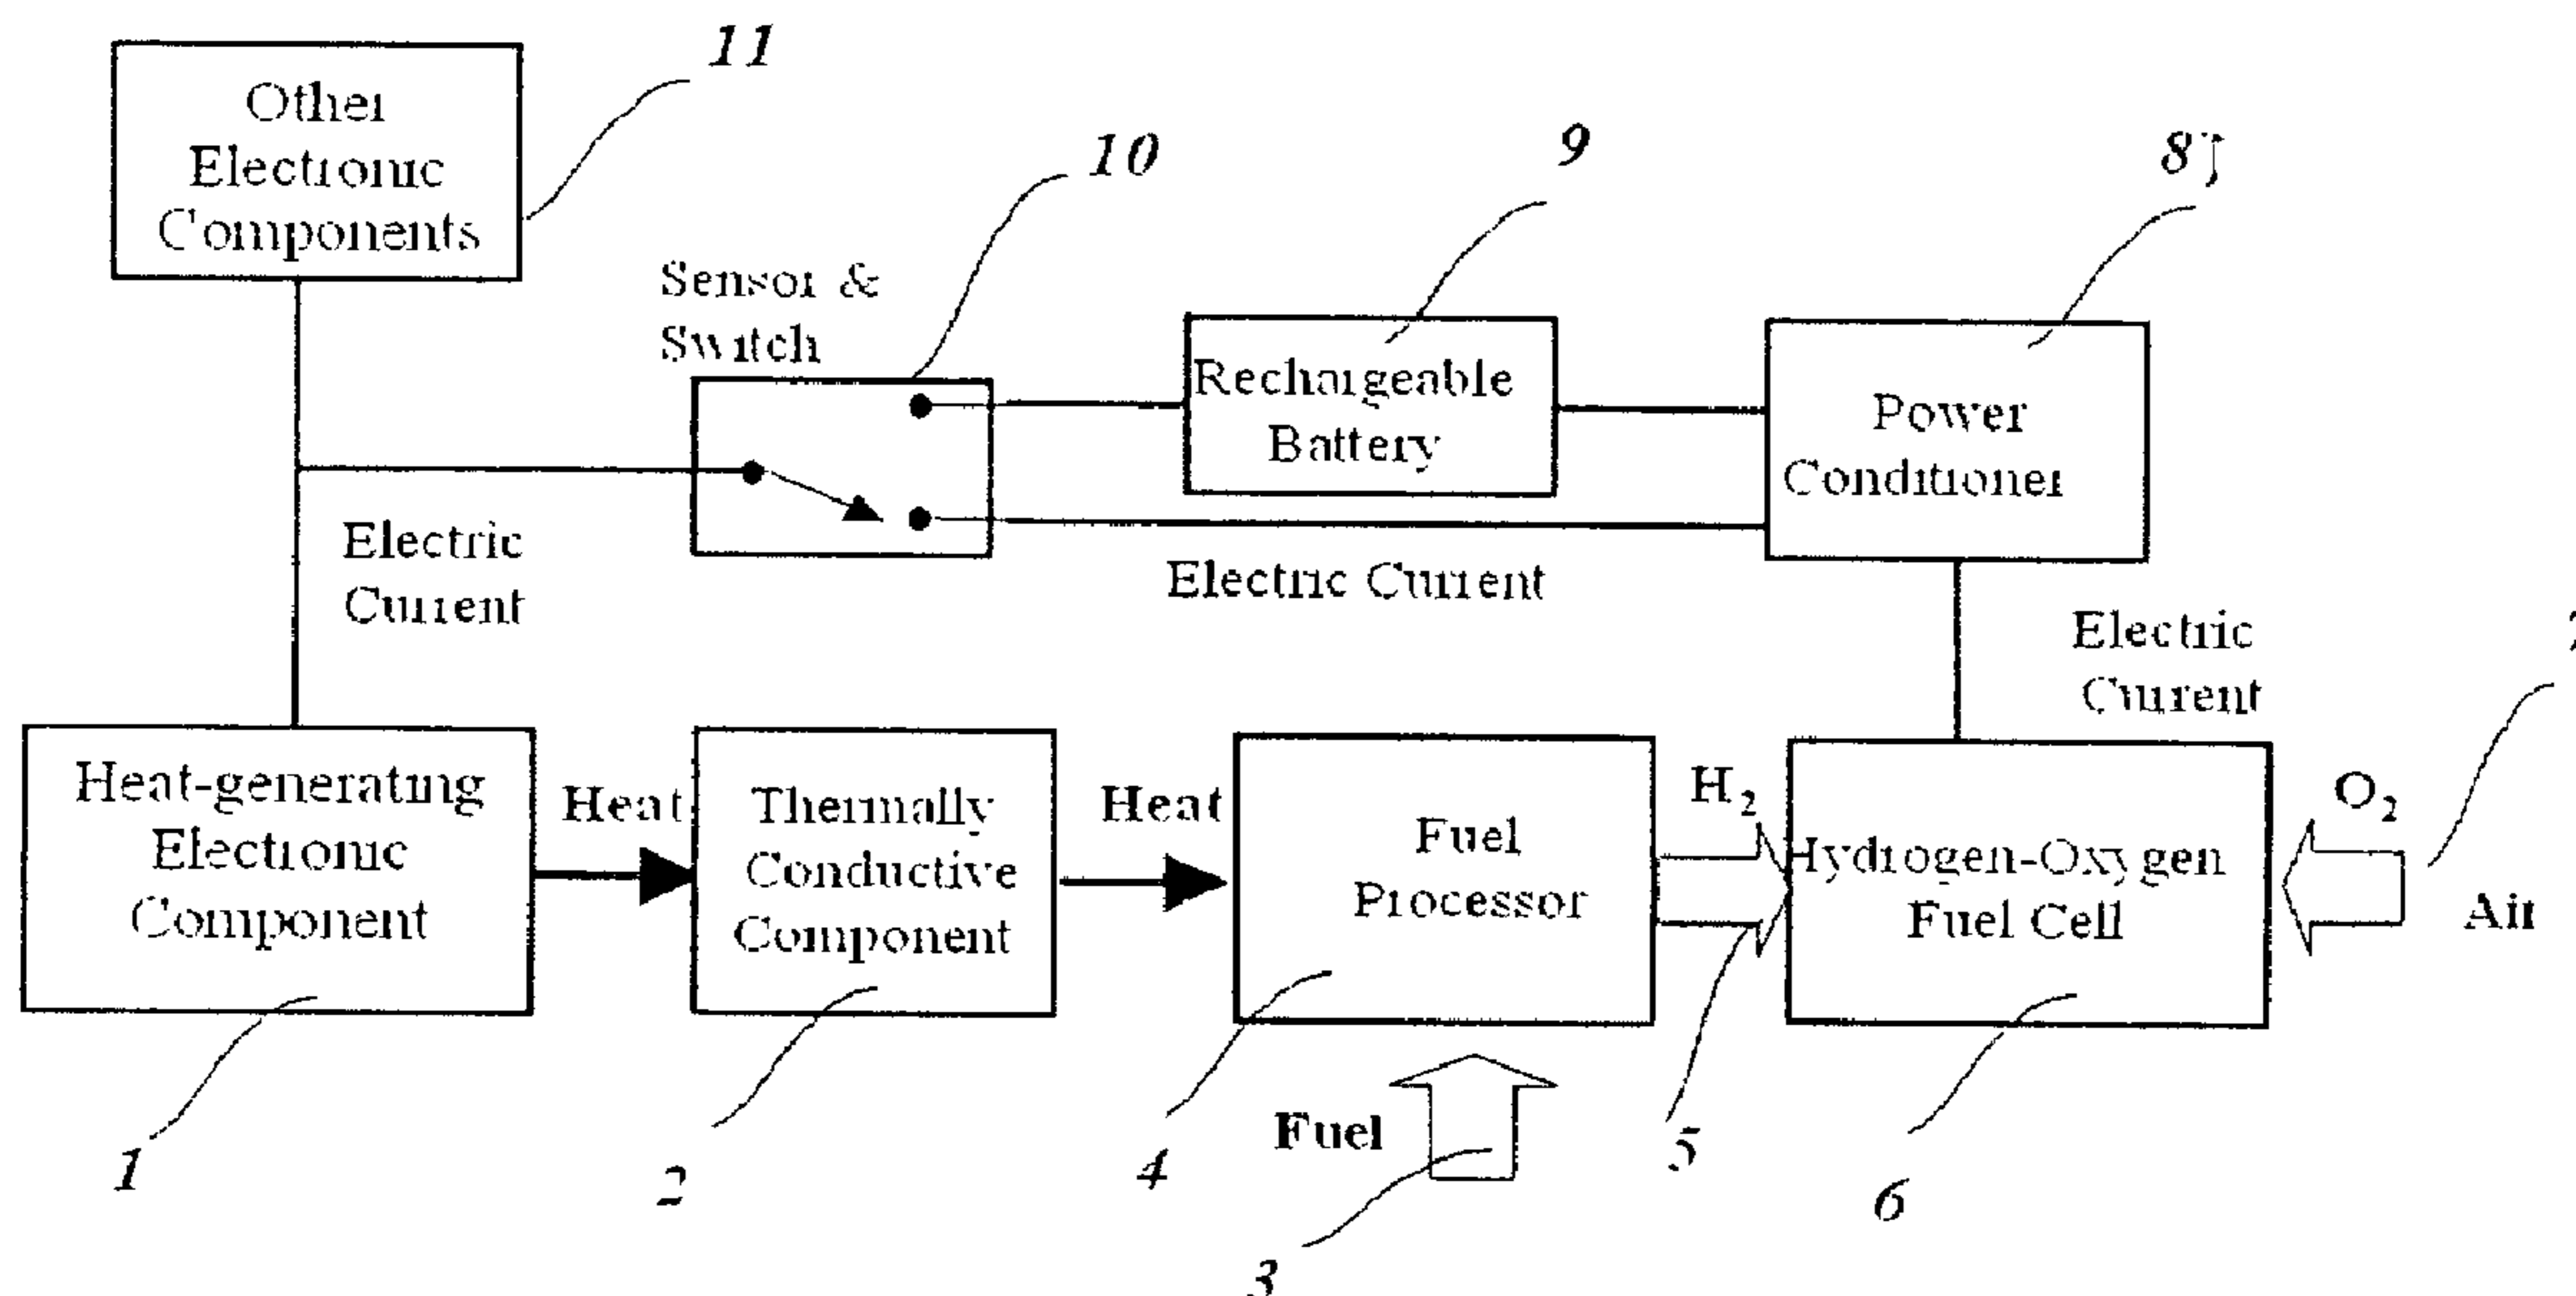 11
Other
Electronic
Components
10
9
8
Sensor &
Switch
Rechargeable
Battery
Power
Conditioner
Electric
Current
Electric Current
Electric
Current
Heat-generating
Electronic
Component
Heat
Thermally
Conductive
Component
Heat
Fuel
Processor
H2
Hydrogen-Oxygen
Fuel Cell
O2
Air
Fuel
1
2
3
4
5
6